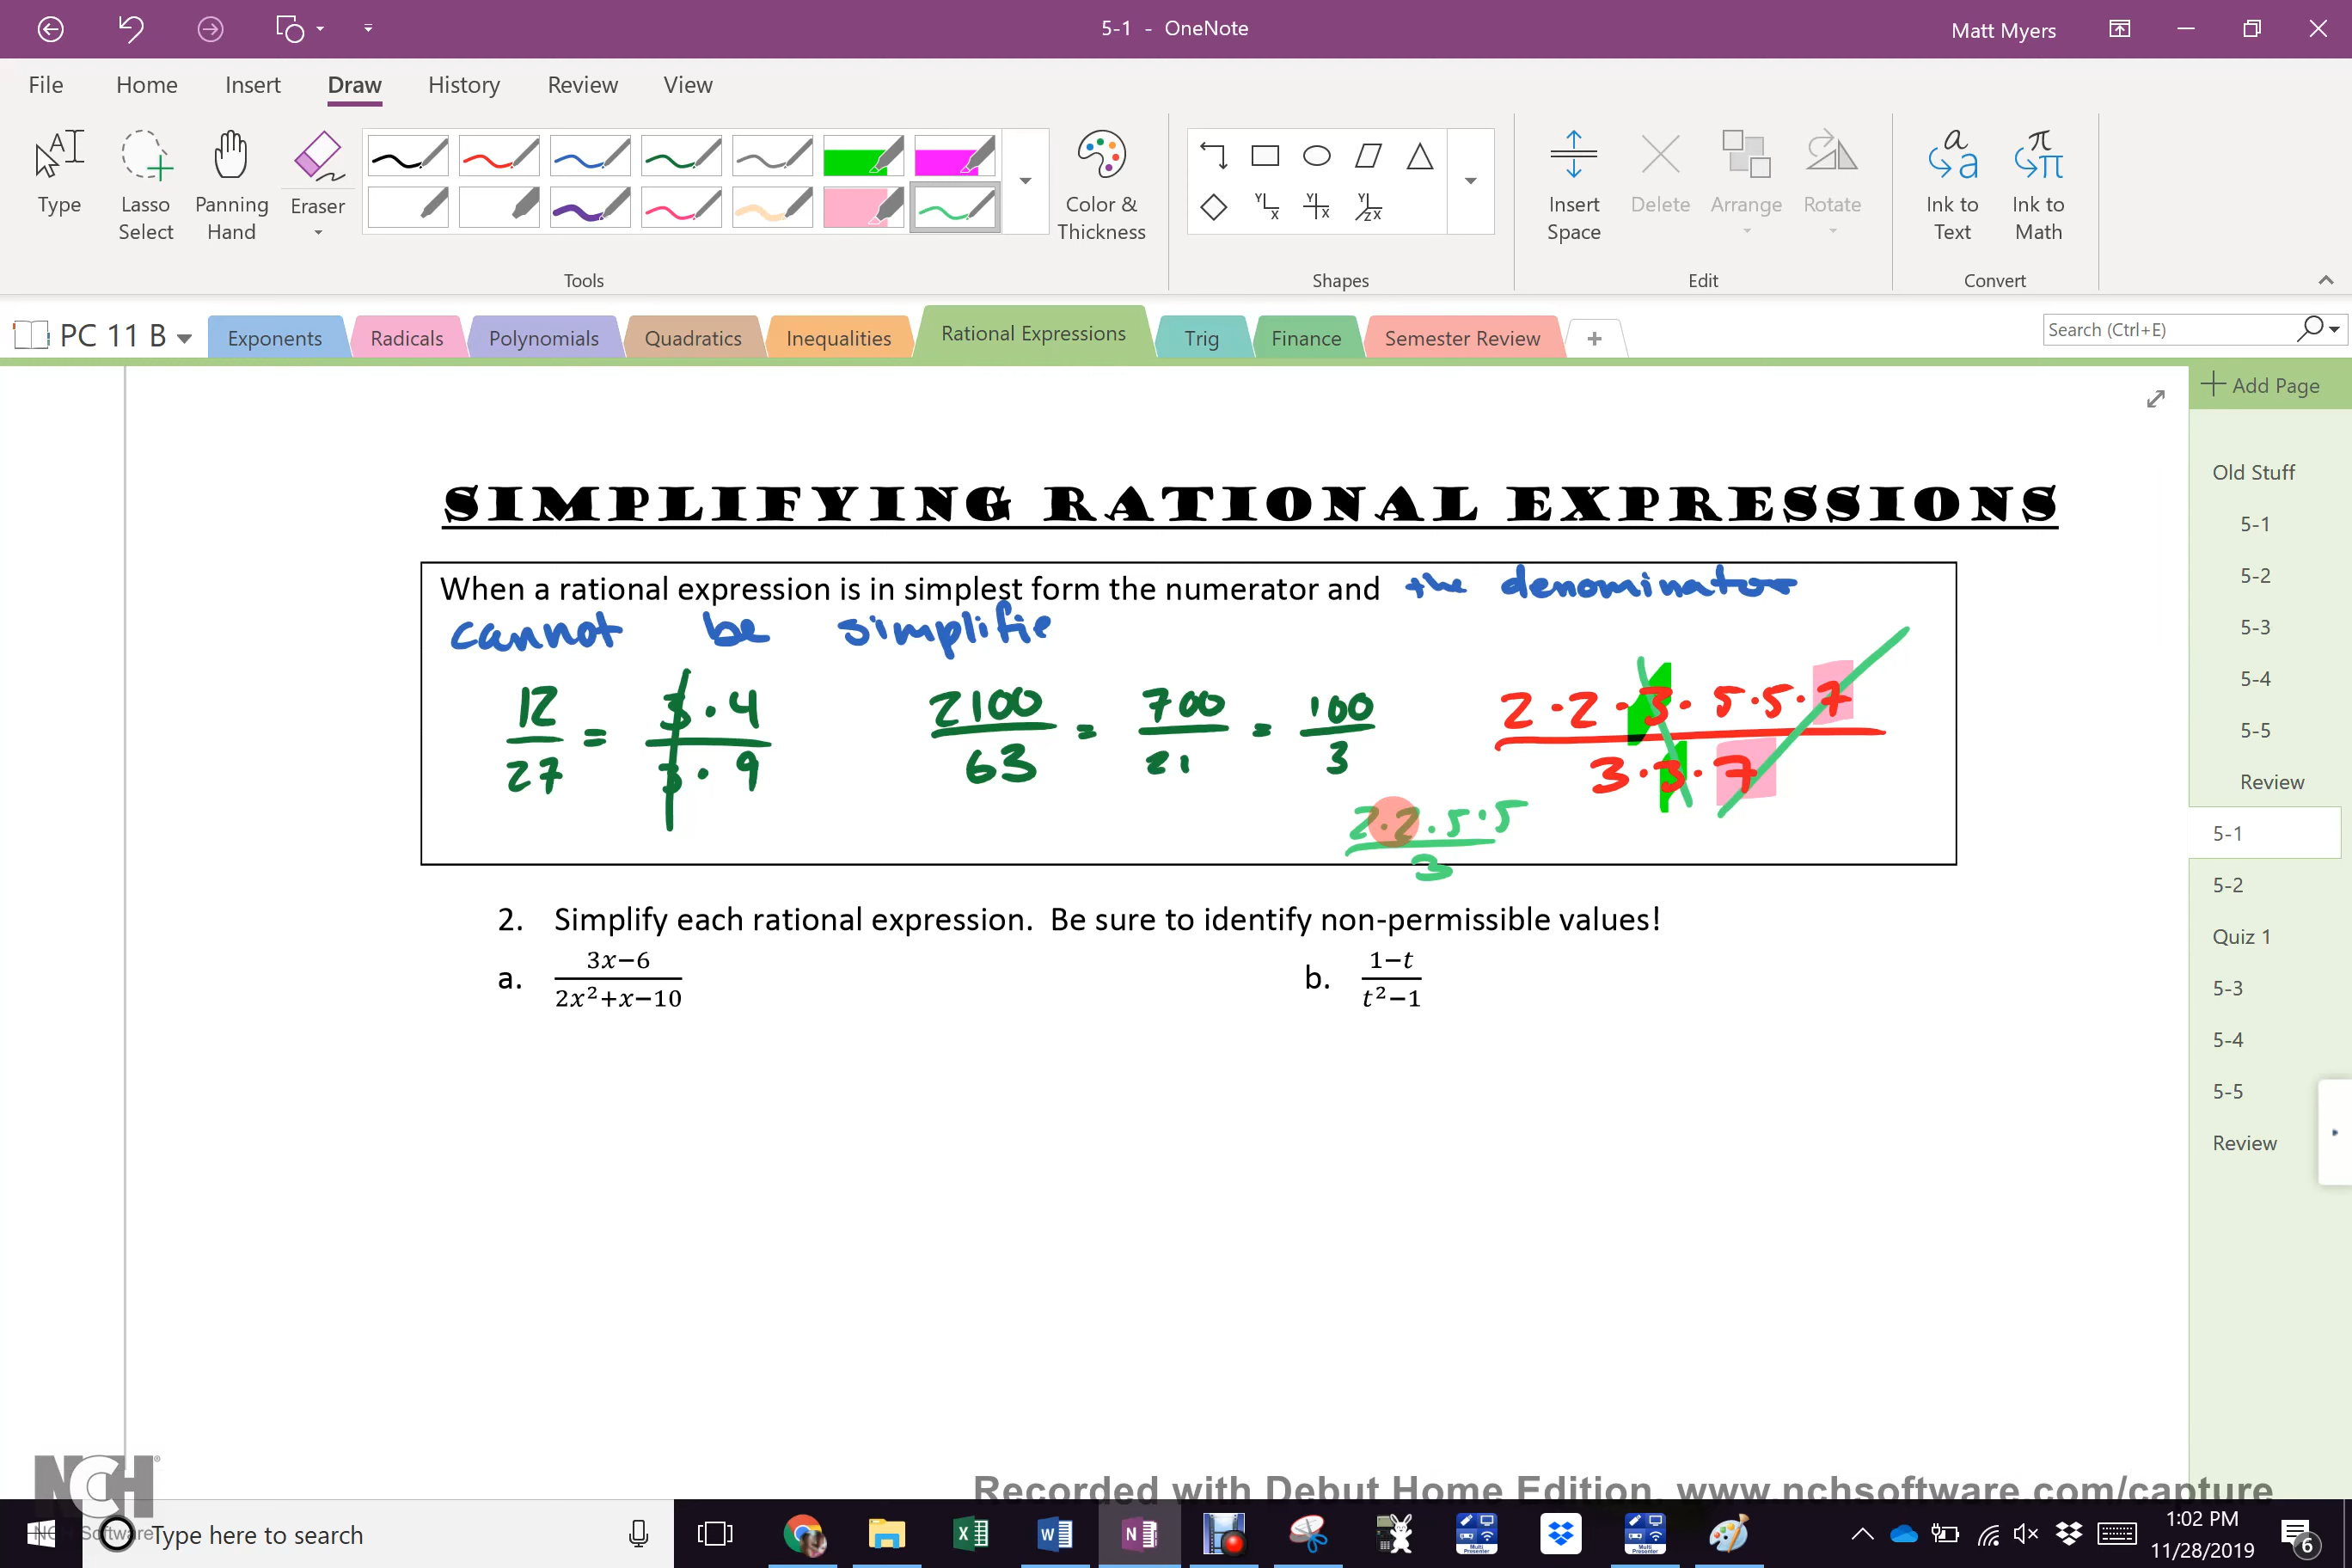 5-1 - OneNote
Matt Myers
File Home Insert Draw History Review View
Type
Lasso Select
Panning Hand
Eraser
Color & Thickness
Insert Space
Delete
Arrange
Rotate
Ink to Text
Ink to Math
Tools
Shapes
Edit
Convert
PC 11 B
Exponents Radicals Polynomials Quadratics Inequalities Rational Expressions Trig Finance Semester Review +
Search (Ctrl+E)
Add Page
Old Stuff
5-1
5-2
5-3
5-4
5-5
Review
5-1
5-2
Quiz 1
5-3
5-4
5-5
Review
SIMPLIFYING RATIONAL EXPRESSIONS
When a rational expression is in simplest form the numerator and the denominator
cannot be simplifie
12/27 = 3·4/3·9
2100/63 = 700/21 = 100/3
2·2·3·5·5·7/3·3·7
2·2·5·5/3
2. Simplify each rational expression. Be sure to identify non-permissible values!
a. 3x−6/2x²+x−10
b. 1−t/t²−1
NCH
NCH Software
Recorded with Debut Home Edition. www.nchsoftware.com/capture
Type here to search
1:02 PM
11/28/2019
6